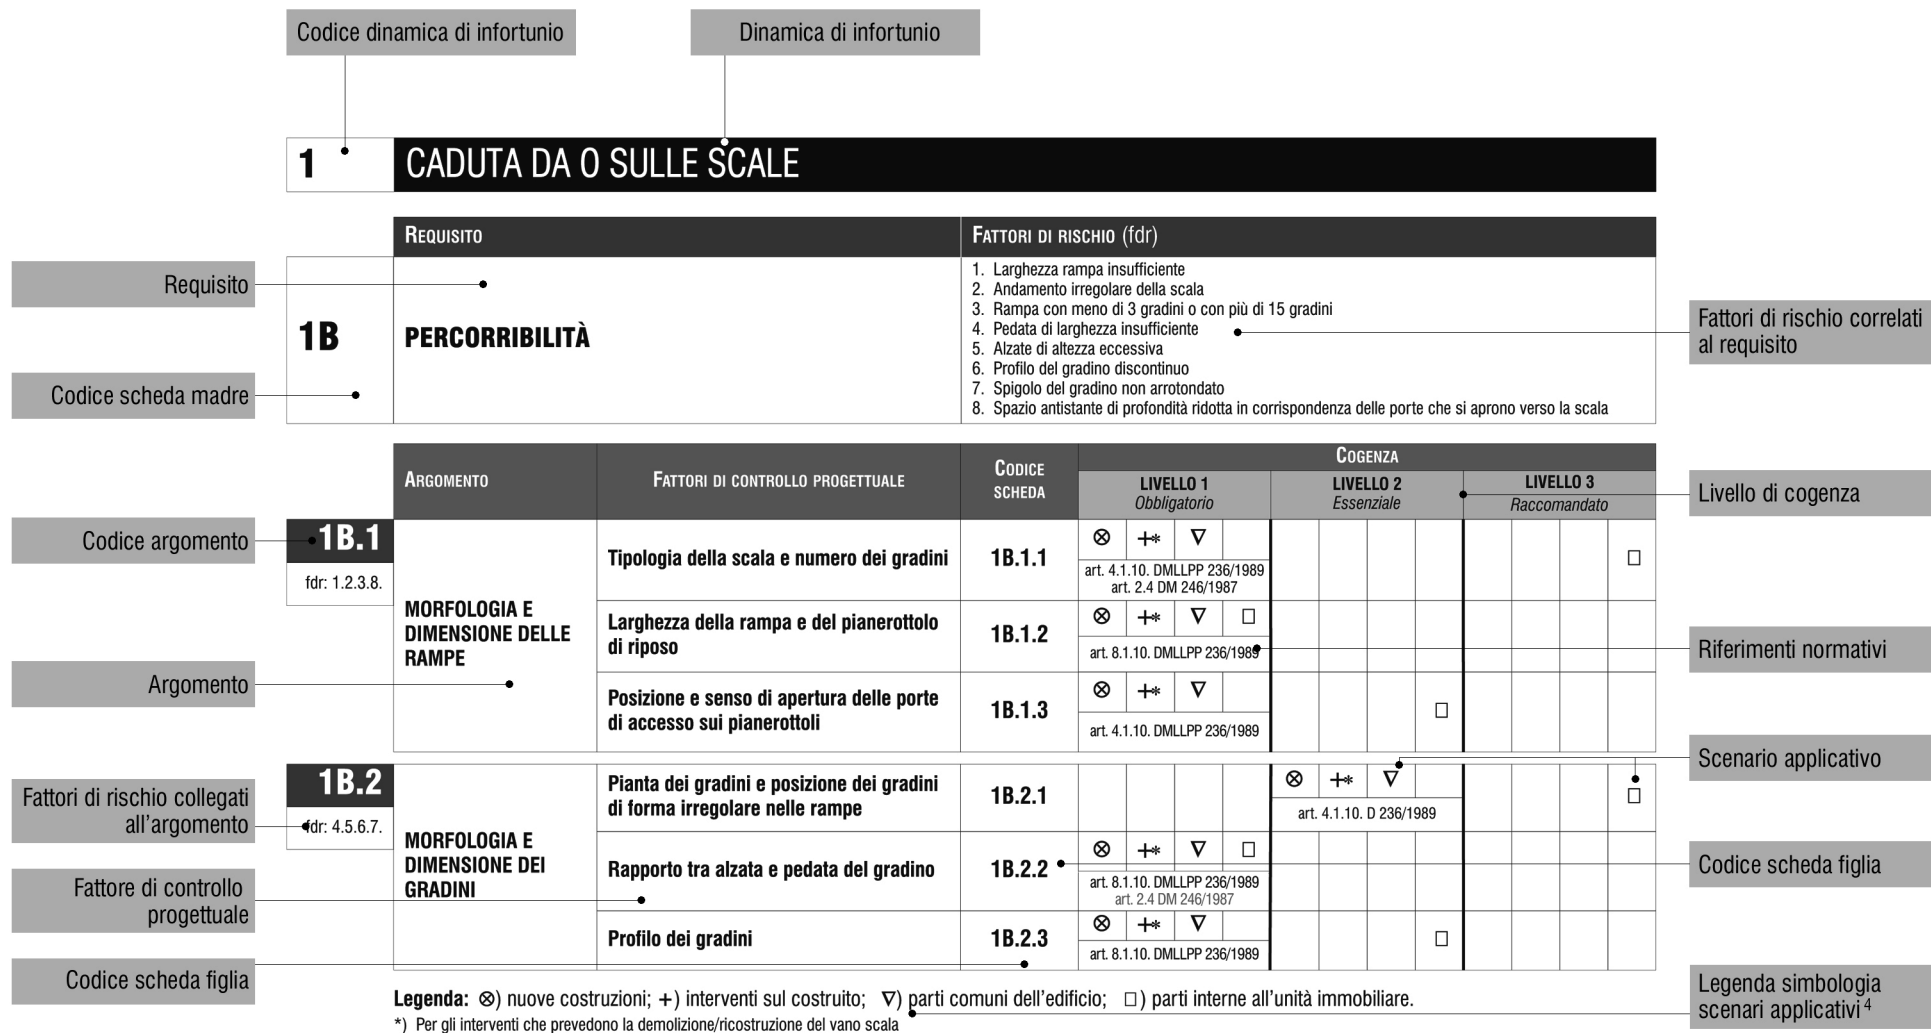 Codice dinamica di infortunio
Dinamica di infortunio
1
CADUTA DA O SULLE SCALE
REQUISITO
FATTORI DI RISCHIO (fdr)
Requisito
1B
PERCORRIBILITÀ
Codice scheda madre
1. Larghezza rampa insufficiente
2. Andamento irregolare della scala
3. Rampa con meno di 3 gradini o con più di 15 gradini
4. Pedata di larghezza insufficiente
5. Alzate di altezza eccessiva
6. Profilo del gradino discontinuo
7. Spigolo del gradino non arrotondato
8. Spazio antistante di profondità ridotta in corrispondenza delle porte che si aprono verso la scala
Fattori di rischio correlati
al requisito
ARGOMENTO
FATTORI DI CONTROLLO PROGETTUALE
CODICE
SCHEDA
COGENZA
LIVELLO 1
Obbligatorio
LIVELLO 2
Essenziale
LIVELLO 3
Raccomandato
Livello di cogenza
Codice argomento
1B.1
fdr: 1.2.3.8.
MORFOLOGIA E
DIMENSIONE DELLE
RAMPE
Argomento
Tipologia della scala e numero dei gradini
1B.1.1
⊗ +* ∇
□
art. 4.1.10. DMLLPP 236/1989
art. 2.4 DM 246/1987
Larghezza della rampa e del pianerottolo
di riposo
1B.1.2
⊗ +* ∇ □
art. 8.1.10. DMLLPP 236/1989
Riferimenti normativi
Posizione e senso di apertura delle porte
di accesso sui pianerottoli
1B.1.3
⊗ +* ∇
□
art. 4.1.10. DMLLPP 236/1989
Scenario applicativo
1B.2
fdr: 4.5.6.7.
Fattori di rischio collegati
all'argomento
MORFOLOGIA E
DIMENSIONE DEI
GRADINI
Pianta dei gradini e posizione dei gradini
di forma irregolare nelle rampe
1B.2.1
⊗ +* ∇
□
art. 4.1.10. D 236/1989
Rapporto tra alzata e pedata del gradino
1B.2.2
⊗ +* ∇ □
art. 8.1.10. DMLLPP 236/1989
art. 2.4 DM 246/1987
Codice scheda figlia
Fattore di controllo
progettuale
Profilo dei gradini
1B.2.3
⊗ +* ∇
□
art. 8.1.10. DMLLPP 236/1989
Codice scheda figlia
Legenda: ⊗) nuove costruzioni; +) interventi sul costruito; ∇) parti comuni dell'edificio; □) parti interne all'unità immobiliare.
*) Per gli interventi che prevedono la demolizione/ricostruzione del vano scala
Legenda simbologia
scenari applicativi 4